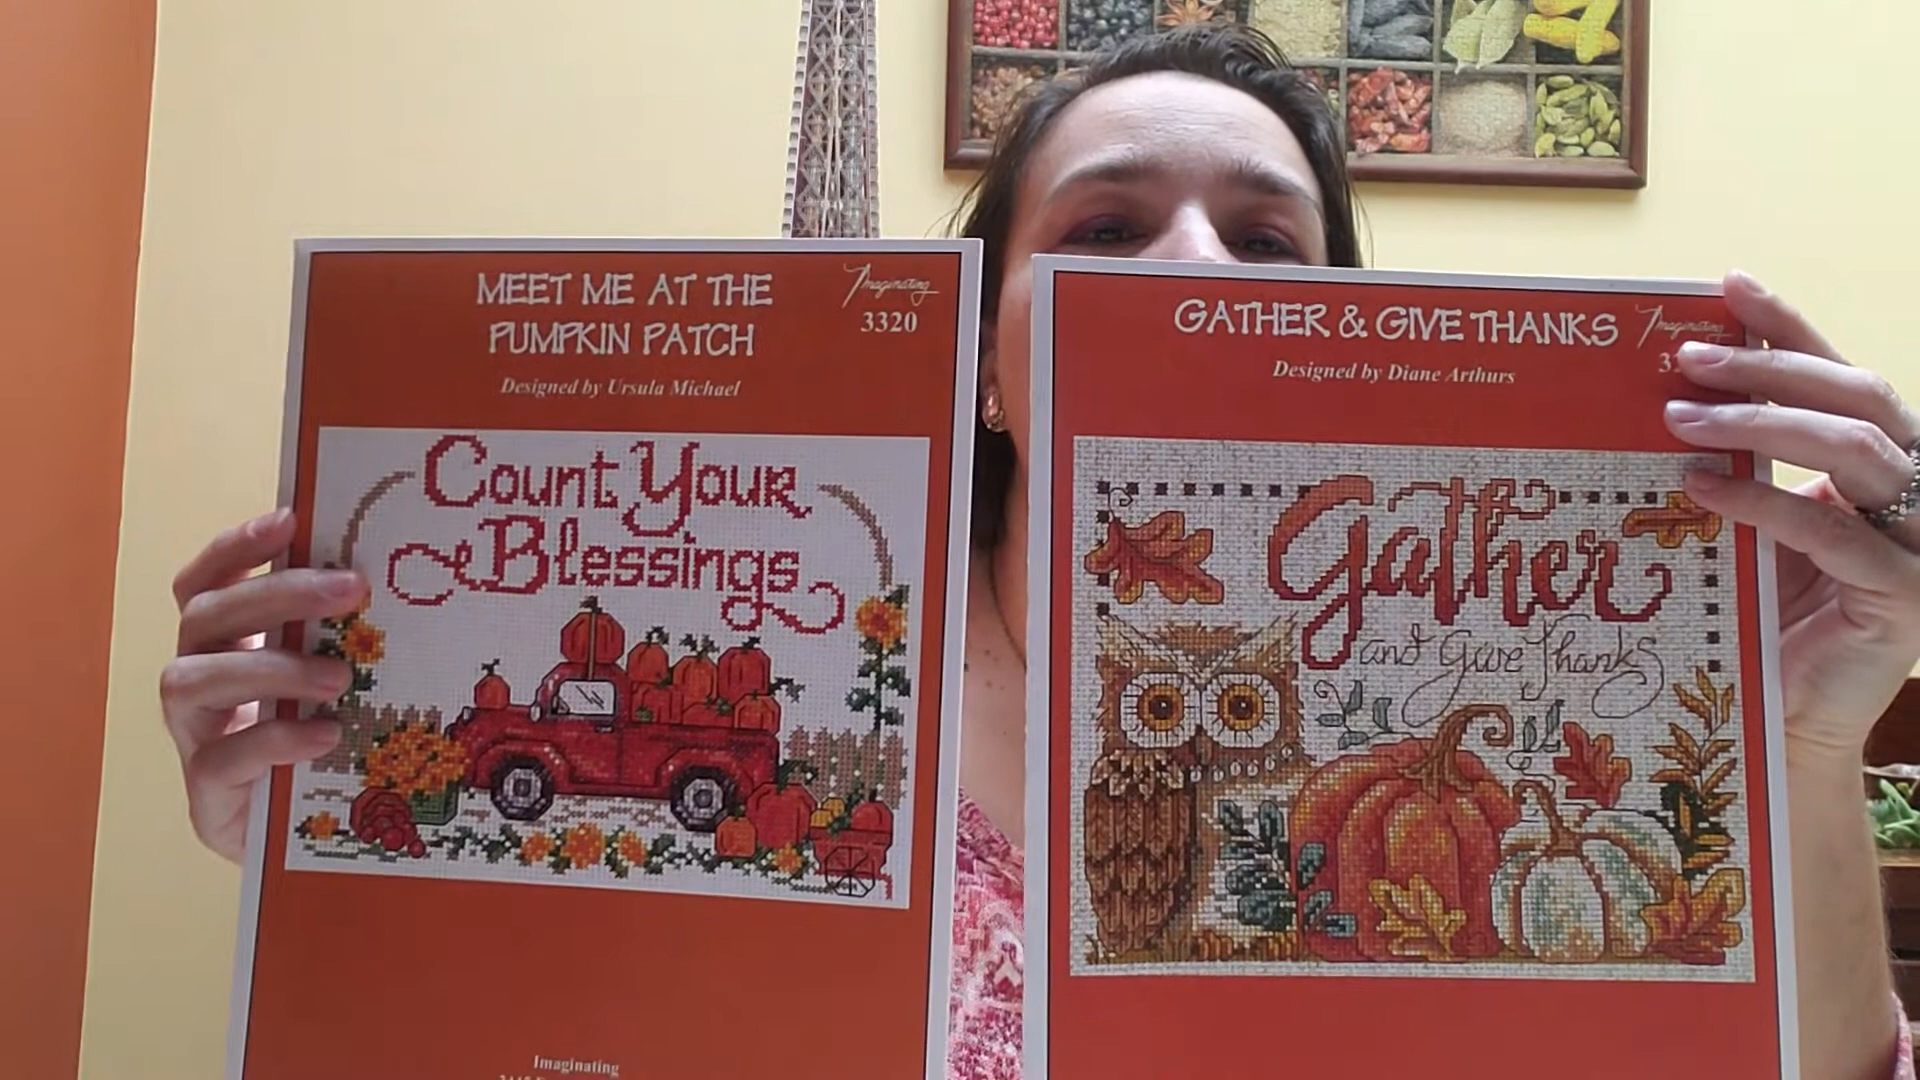 MEET ME AT THE
PUMPKIN PATCH
Imaginating
3320
Designed by Ursula Michael
Count Your
Blessings
Imaginating
GATHER & GIVE THANKS
Imaginating
Designed by Diane Arthurs
Gather
and Give Thanks